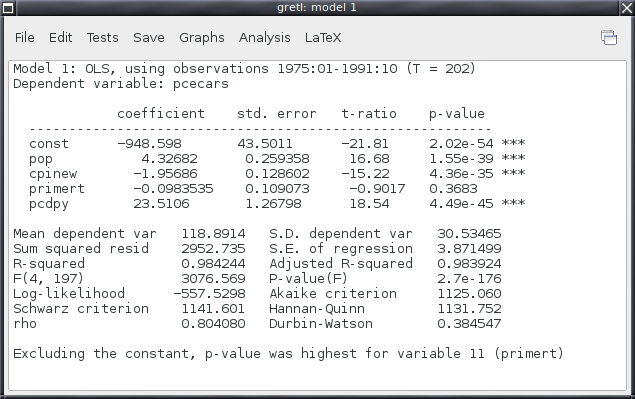 gretl: model 1
File Edit Tests Save Graphs Analysis LaTeX
Model 1: OLS, using observations 1975:01-1991:10 (T = 202)
Dependent variable: pcecars
coefficient std. error t-ratio p-value
-----------------------------------------------------------
const −948.598 43.5011 −21.81 2.02e-54 ***
pop 4.32682 0.259358 16.68 1.55e-39 ***
cpinew −1.95686 0.128602 −15.22 4.36e-35 ***
primert −0.0983535 0.109073 −0.9017 0.3683
pcdpy 23.5106 1.26798 18.54 4.49e-45 ***
Mean dependent var 118.8914 S.D. dependent var 30.53465
Sum squared resid 2952.735 S.E. of regression 3.871499
R-squared 0.984244 Adjusted R-squared 0.983924
F(4, 197) 3076.569 P-value(F) 2.7e-176
Log-likelihood −557.5298 Akaike criterion 1125.060
Schwarz criterion 1141.601 Hannan-Quinn 1131.752
rho 0.804080 Durbin-Watson 0.384547
Excluding the constant, p-value was highest for variable 11 (primert)